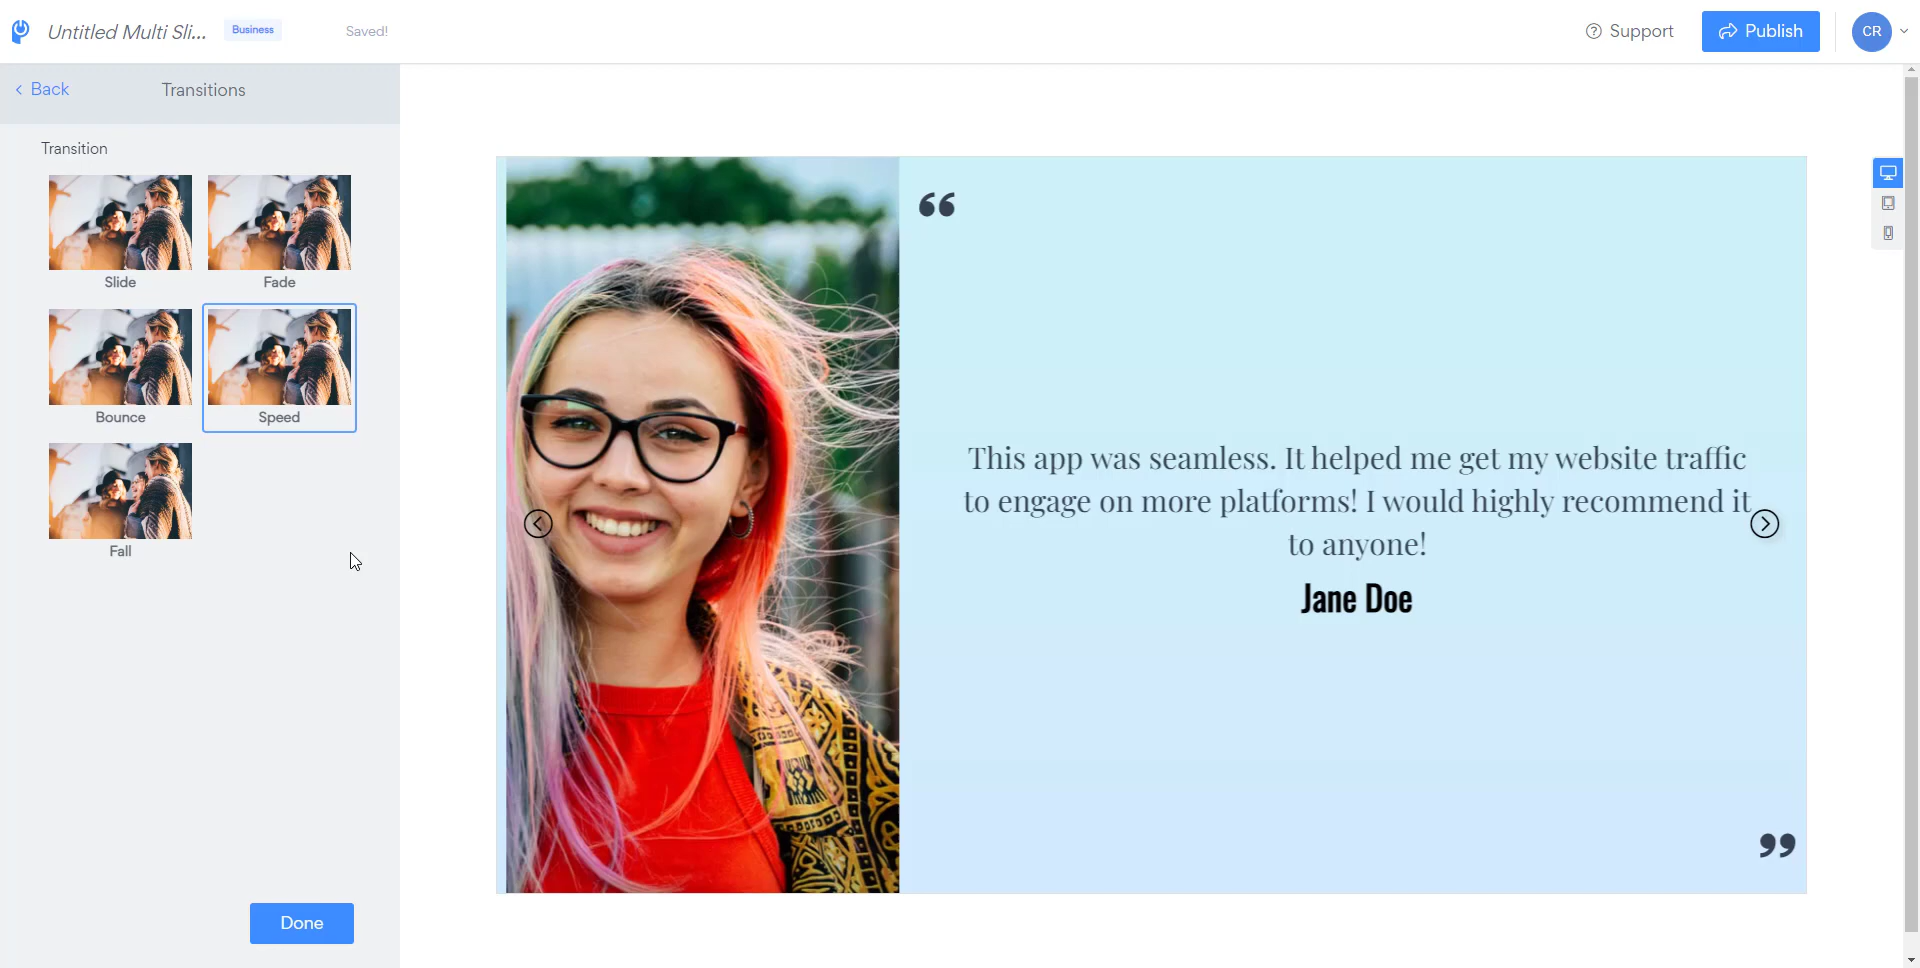 Untitled Multi Sli...
Business
Saved!
Support
Publish
CR
Back
Transitions
Transition
Slide
Fade
Bounce
Speed
Fall
Done
“
This app was seamless. It helped me get my website traffic
to engage on more platforms! I would highly recommend it
to anyone!
Jane Doe
”